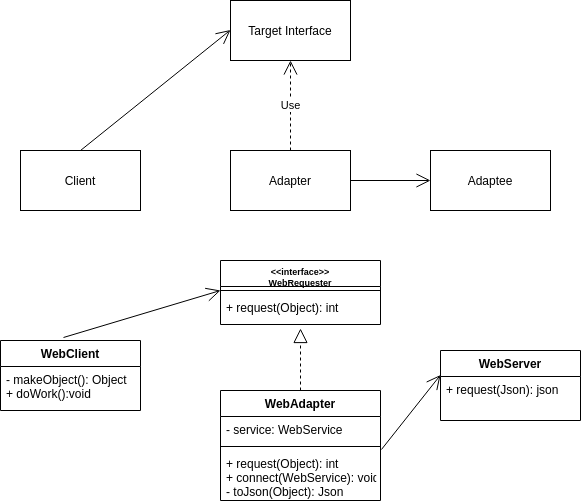 Target Interface
Use
Client
Adapter
Adaptee
<<interface>>
WebRequester
+ request(Object): int
WebClient
- makeObject(): Object
+ doWork():void
WebServer
+ request(Json): json
WebAdapter
- service: WebService
+ request(Object): int
+ connect(WebService): void
- toJson(Object): Json